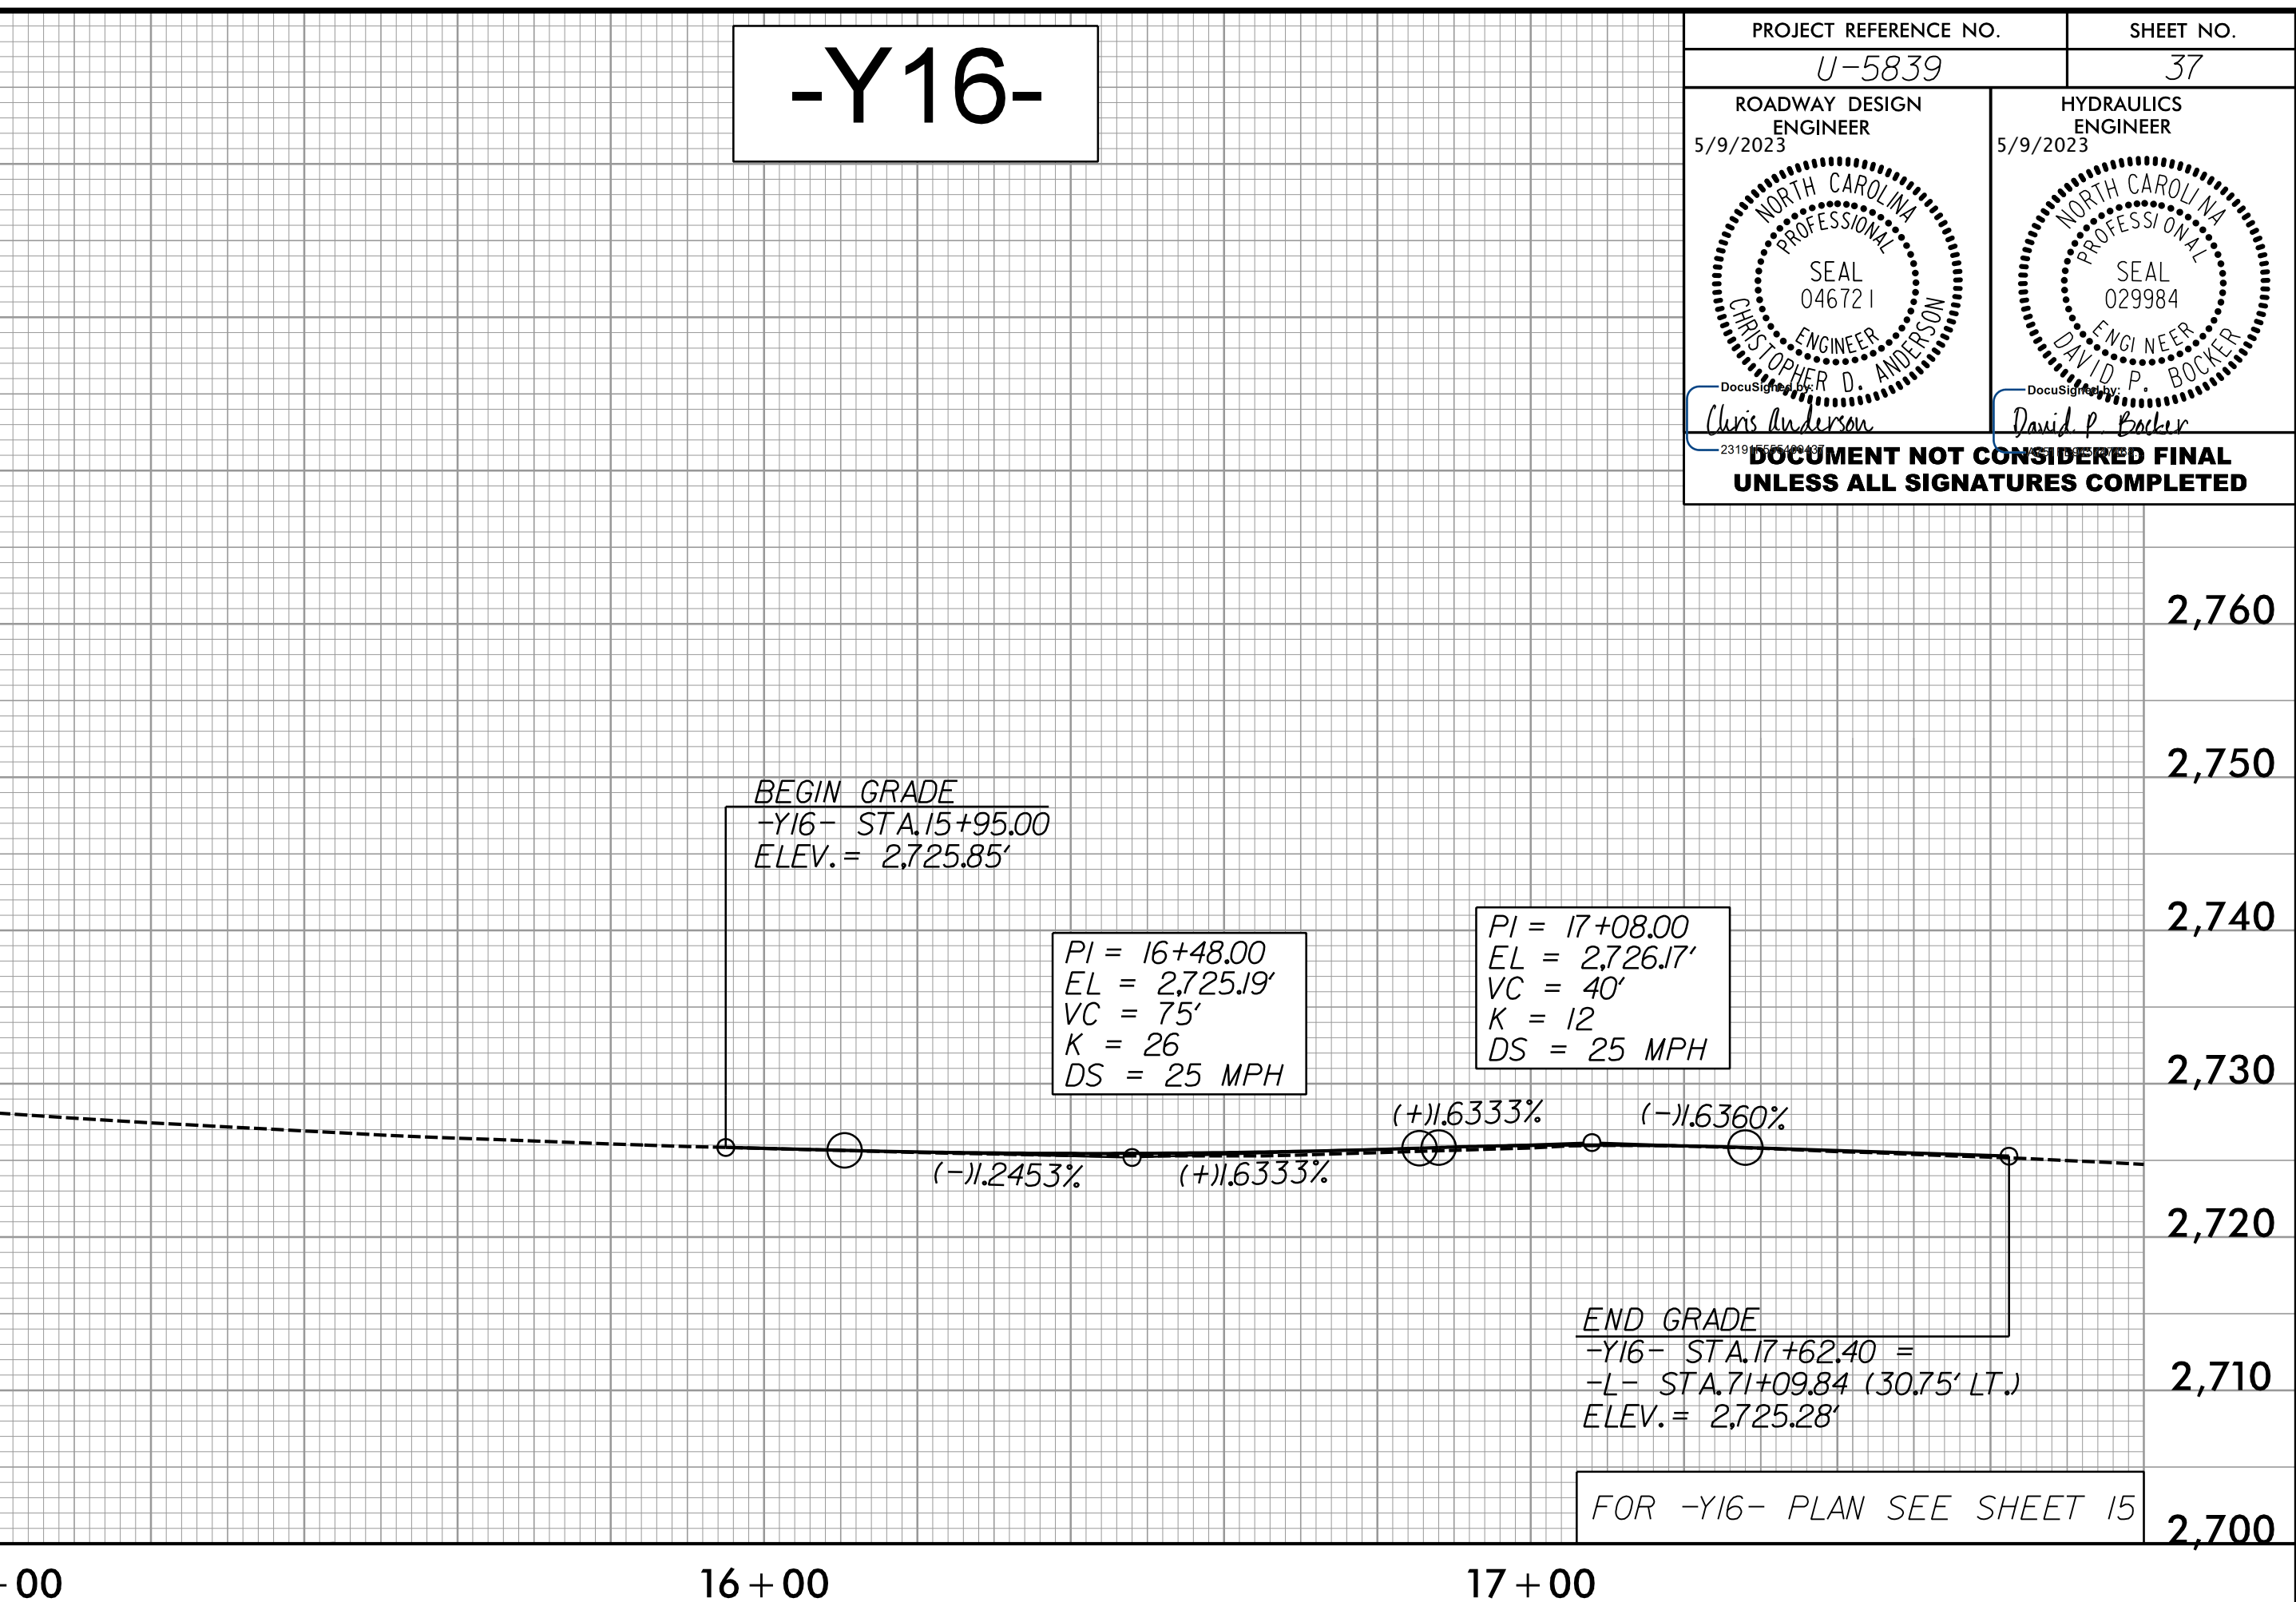 -Y16-
PROJECT REFERENCE NO.
SHEET NO.
U-5839
37
ROADWAY DESIGN
ENGINEER
HYDRAULICS
ENGINEER
5/9/2023
5/9/2023
NORTH CAROLINA
PROFESSIONAL
SEAL
046721
ENGINEER
CHRISTOPHER D. ANDERSON
NORTH CAROLINA
PROFESSIONAL
SEAL
029984
ENGINEER
DAVID P. BOCKER
DocuSigned by:
Chris Anderson
DocuSigned by:
David P. Bocker
DOCUMENT NOT CONSIDERED FINAL
UNLESS ALL SIGNATURES COMPLETED
2,760
2,750
BEGIN GRADE
-Y16- STA. 15+95.00
ELEV. = 2,725.85'
2,740
PI = 16+48.00
EL = 2,725.19'
VC = 75'
K = 26
DS = 25 MPH
PI = 17+08.00
EL = 2,726.17'
VC = 40'
K = 12
DS = 25 MPH
2,730
(-)1.2453%
(+)1.6333%
(+)1.6333%
(-)1.6360%
2,720
END GRADE
-Y16- STA. 17+62.40 =
-L- STA. 71+09.84 (30.75' LT.)
ELEV. = 2,725.28'
2,710
FOR -Y16- PLAN SEE SHEET 15
2,700
+00
16+00
17+00